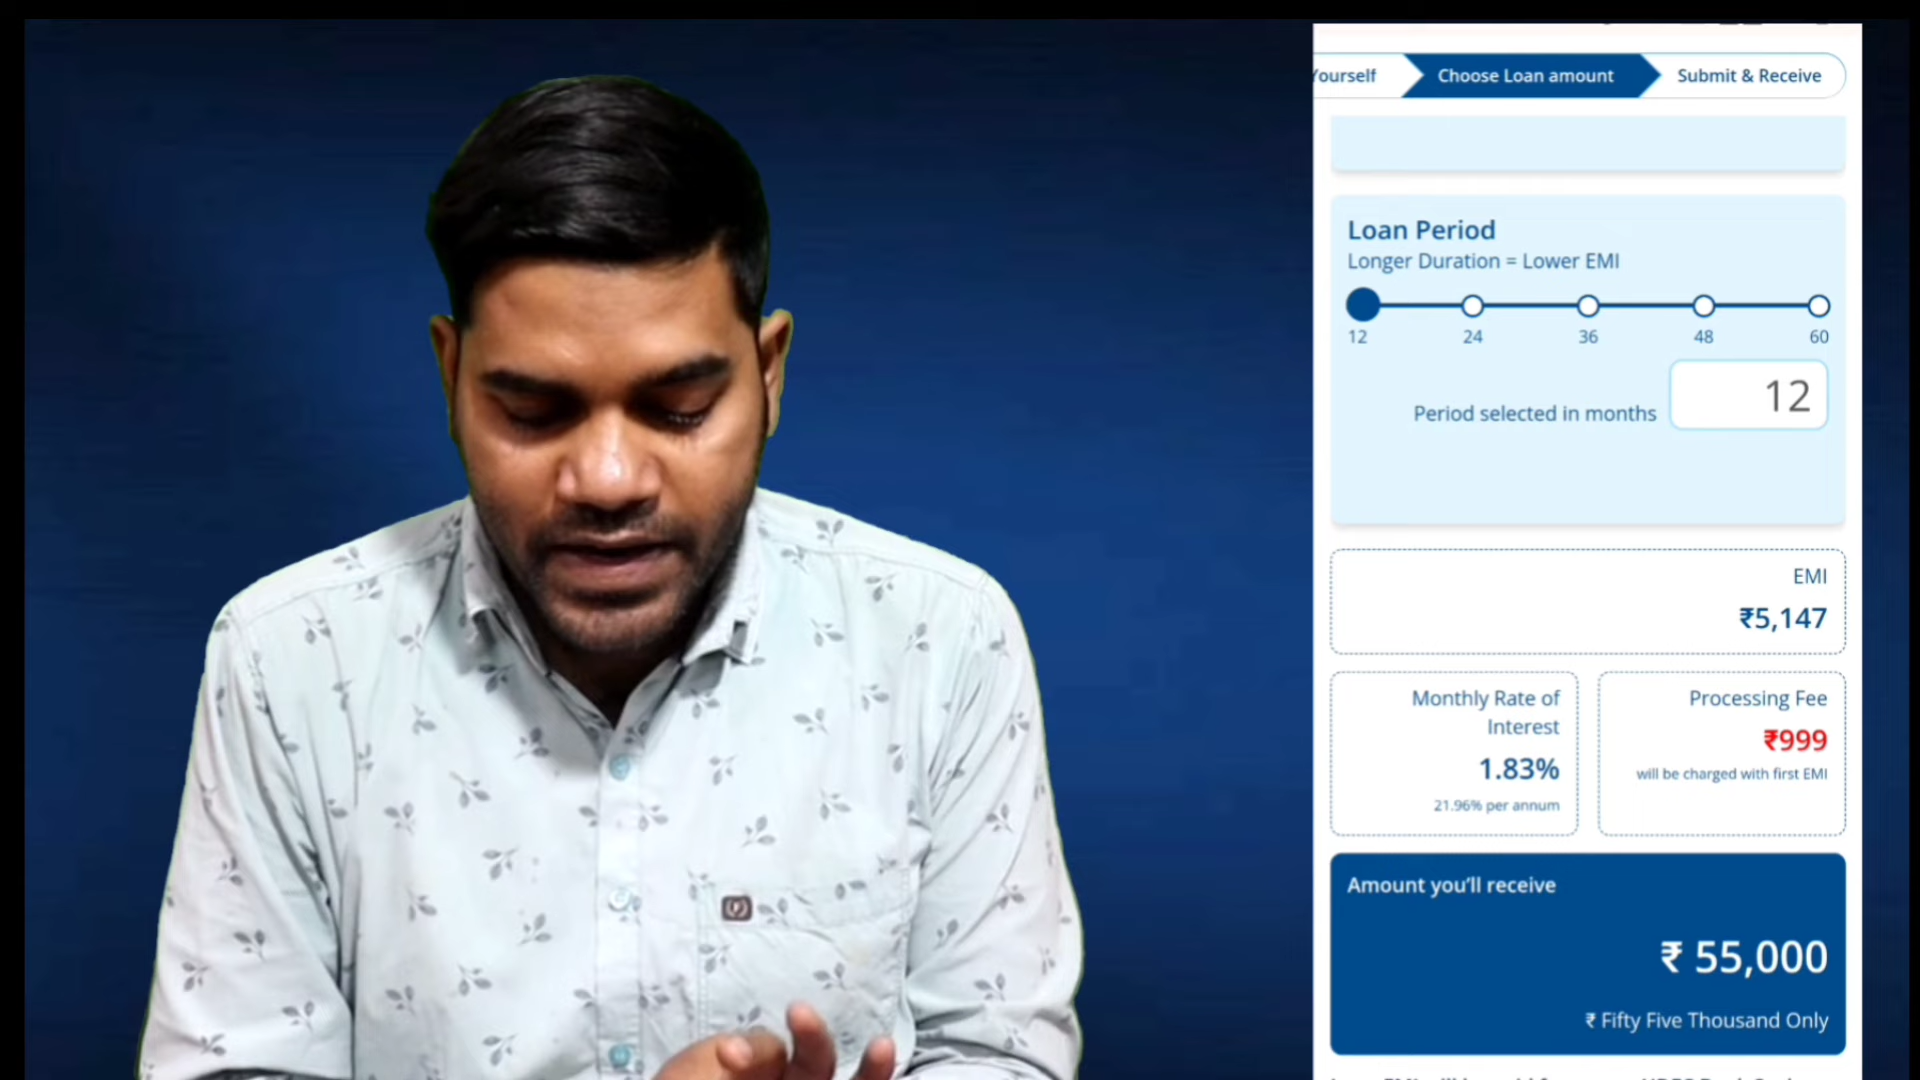 Yourself
Choose Loan amount
Submit & Receive
Loan Period
Longer Duration = Lower EMI
12 24 36 48 60
Period selected in months 12
EMI
₹5,147
Monthly Rate of
Interest
1.83%
21.96% per annum
Processing Fee
₹999
will be charged with first EMI
Amount you'll receive
₹ 55,000
₹ Fifty Five Thousand Only